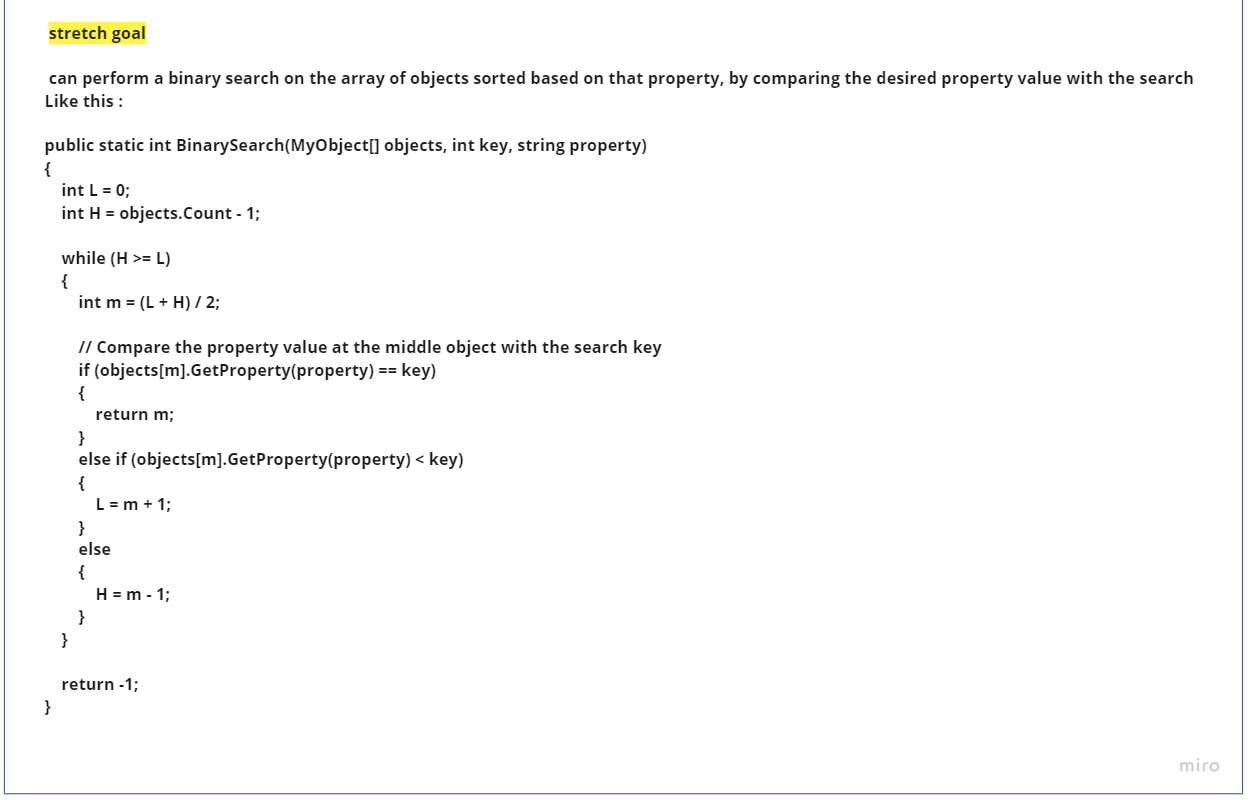 stretch goal
can perform a binary search on the array of objects sorted based on that property, by comparing the desired property value with the search
Like this :
public static int BinarySearch(MyObject[] objects, int key, string property)
{
int L = 0;
int H = objects.Count - 1;
while (H >= L)
{
int m = (L + H) / 2;
// Compare the property value at the middle object with the search key
if (objects[m].GetProperty(property) == key)
{
return m;
}
else if (objects[m].GetProperty(property) < key)
{
L = m + 1;
}
else
{
H = m - 1;
}
}
return -1;
}
miro